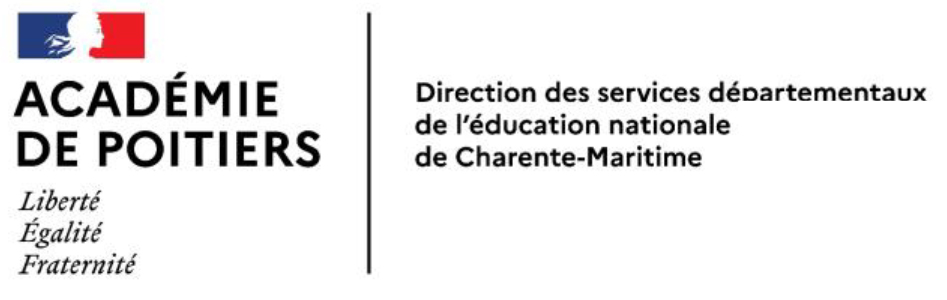 ACADÉMIE
DE POITIERS
Liberté
Égalité
Fraternité
Direction des services départementaux
de l'éducation nationale
de Charente-Maritime